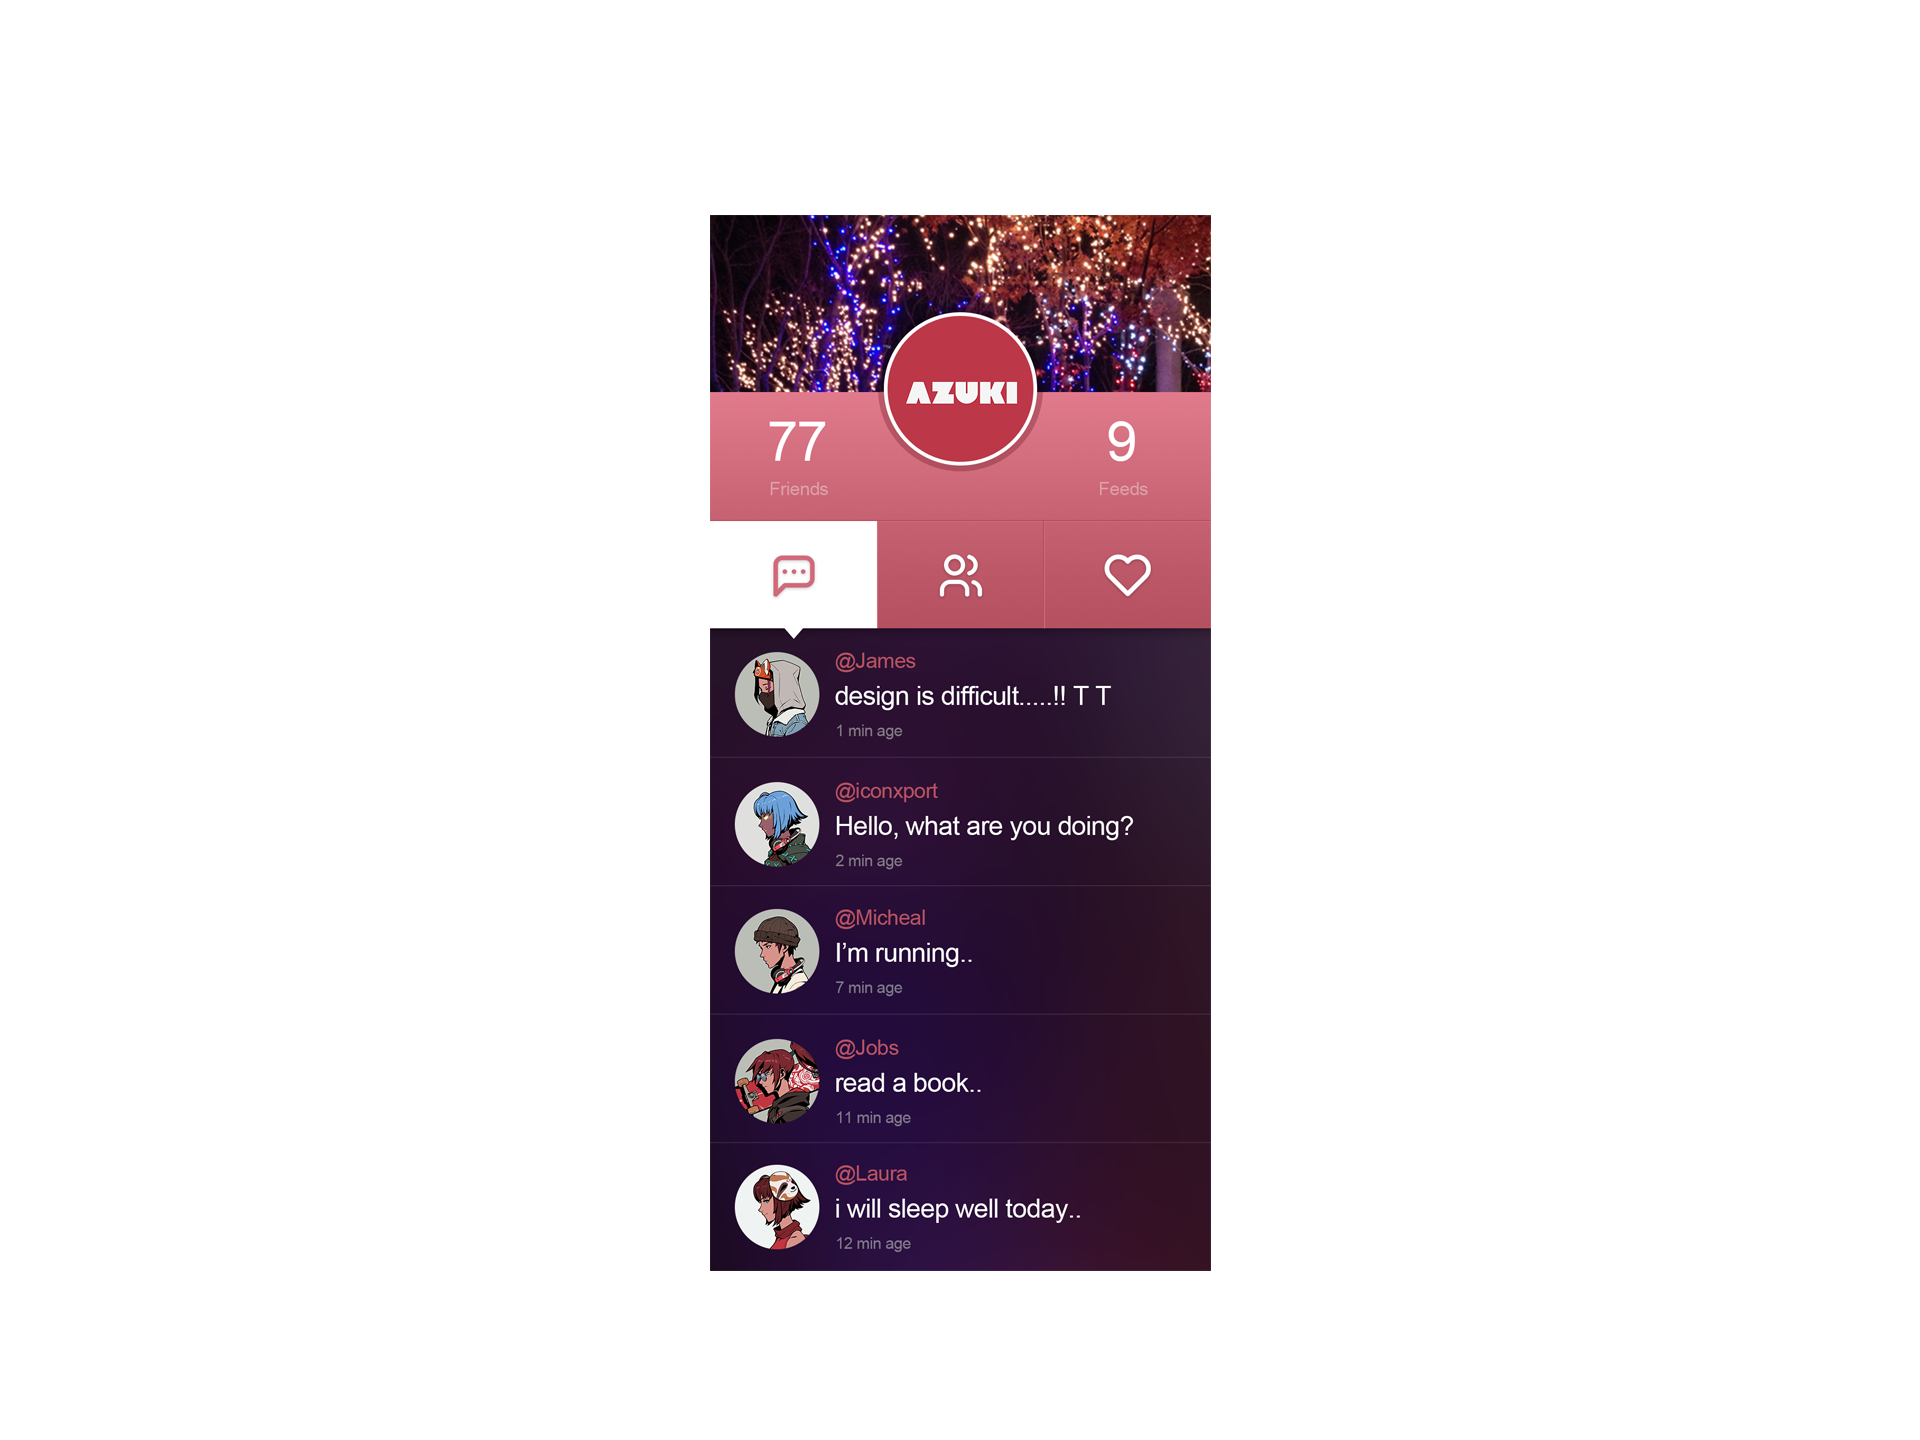 AZUKI
77
Friends
9
Feeds
@James
design is difficult.....!! T T
1 min age
@iconxport
Hello, what are you doing?
2 min age
@Micheal
I’m running..
7 min age
@Jobs
read a book..
11 min age
@Laura
i will sleep well today..
12 min age